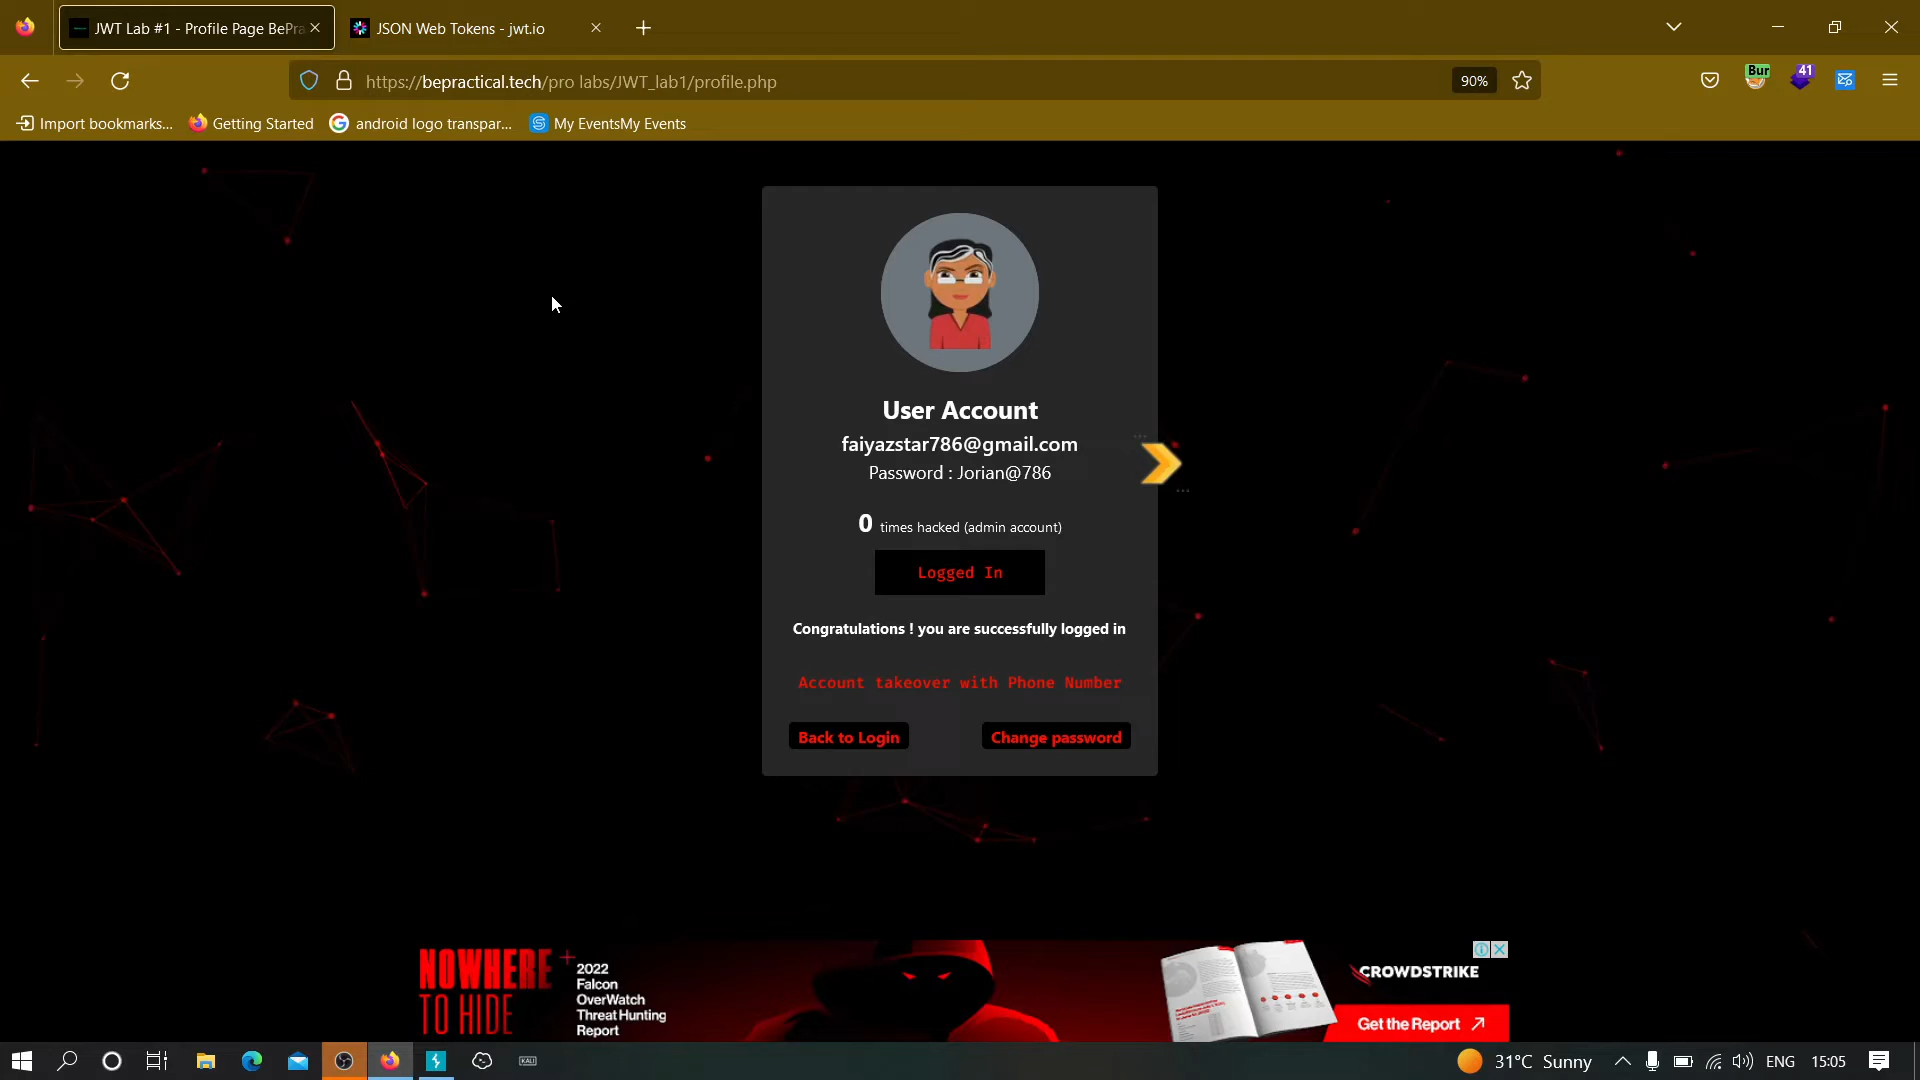 JWT Lab #1 - Profile Page BePra
JSON Web Tokens - jwt.io
https://bepractical.tech/pro labs/JWT_lab1/profile.php
90%
Bur
41
Import bookmarks...
Getting Started
android logo transpar...
My EventsMy Events
User Account
faiyazstar786@gmail.com
Password : Jorian@786
0 times hacked (admin account)
Logged In
Congratulations ! you are successfully logged in
Account takeover with Phone Number
Back to Login
Change password
NOWHERE
TO HIDE
2022
Falcon
OverWatch
Threat Hunting
Report
CROWDSTRIKE
Get the Report
KALI
31°C Sunny
ENG
15:05